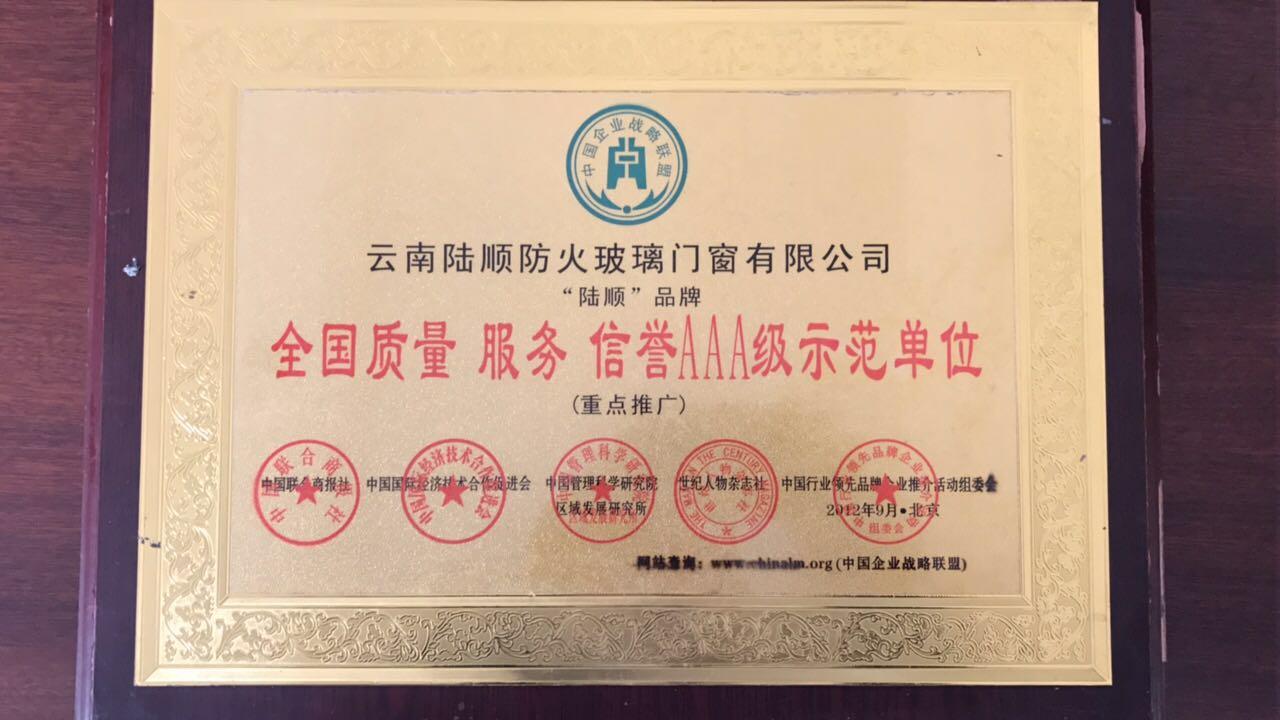 中国企业战略联盟
云南陆顺防火玻璃门窗有限公司
“陆顺”品牌
全国质量 服务 信誉AAA级示范单位
(重点推广)
中国联合商报社 中国国际经济技术合作促进会 中国管理科学研究院 世纪人物杂志社 中国行业领先品牌企业推介活动组委会
区域发展研究所 2012年9月•北京
网站查询：www.chinalm.org(中国企业战略联盟)